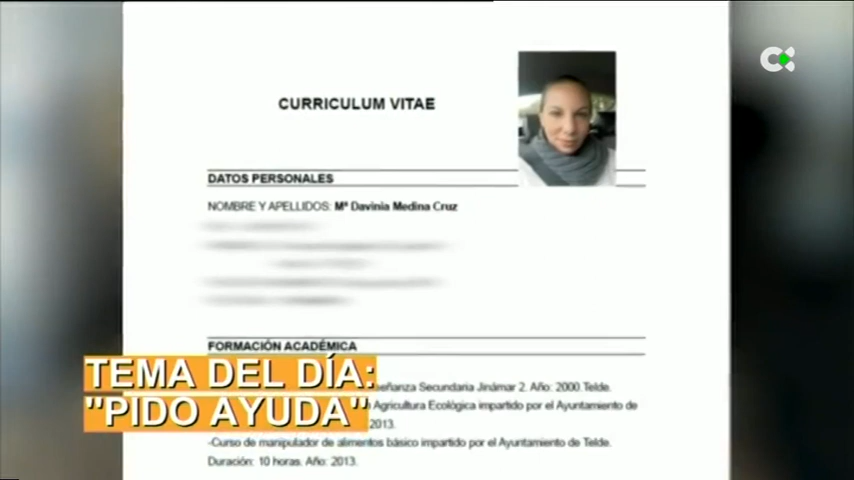 CURRICULUM VITAE
DATOS PERSONALES
NOMBRE Y APELLIDOS: Mª Davinia Medina Cruz
FORMACIÓN ACADÉMICA
eñanza Secundaria Jinámar 2. Año: 2000.Telde.
Agricultura Ecológica impartido por el Ayuntamiento de
2013.
-Curso de manipulador de alimentos básico impartido por el Ayuntamiento de Telde.
Duración: 10 horas. Año: 2013.
TEMA DEL DÍA:
"PIDO AYUDA"